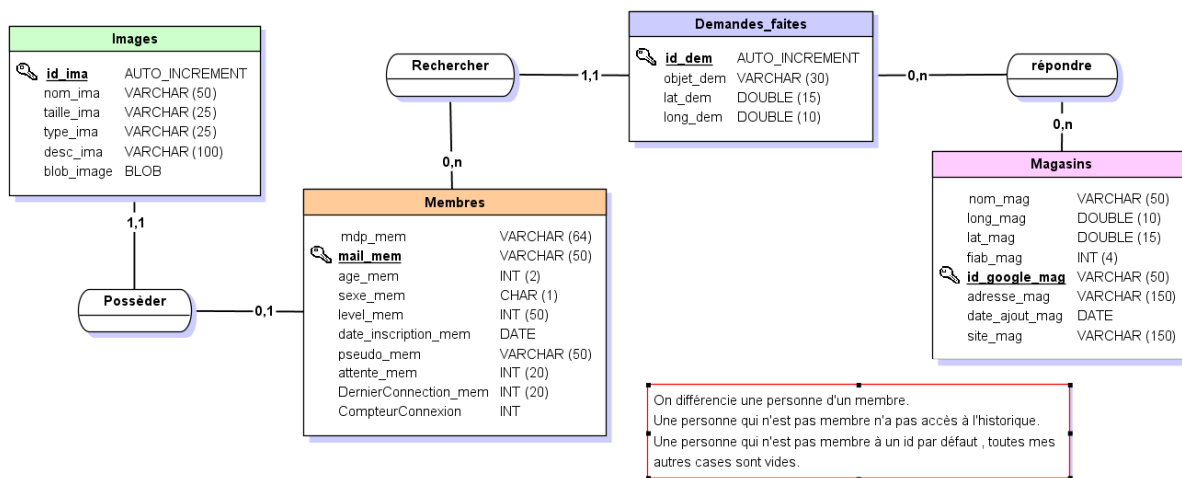 Images
id_ima AUTO_INCREMENT
nom_ima VARCHAR (50)
taille_ima VARCHAR (25)
type_ima VARCHAR (25)
desc_ima VARCHAR (100)
blob_image BLOB
1,1
Possèder
0,1
Rechercher
0,n
1,1
Membres
mdp_mem VARCHAR (64)
mail_mem VARCHAR (50)
age_mem INT (2)
sexe_mem CHAR (1)
level_mem INT (50)
date_inscription_mem DATE
pseudo_mem VARCHAR (50)
attente_mem INT (20)
DernierConnection_mem INT (20)
CompteurConnexion INT
Demandes_faites
id_dem AUTO_INCREMENT
objet_dem VARCHAR (30)
lat_dem DOUBLE (15)
long_dem DOUBLE (10)
0,n
répondre
0,n
Magasins
nom_mag VARCHAR (50)
long_mag DOUBLE (10)
lat_mag DOUBLE (15)
fiab_mag INT (4)
id_google_mag VARCHAR (50)
adresse_mag VARCHAR (150)
date_ajout_mag DATE
site_mag VARCHAR (150)
On différencie une personne d'un membre.
Une personne qui n'est pas membre n'a pas accès à l'historique.
Une personne qui n'est pas membre à un id par défaut , toutes mes
autres cases sont vides.